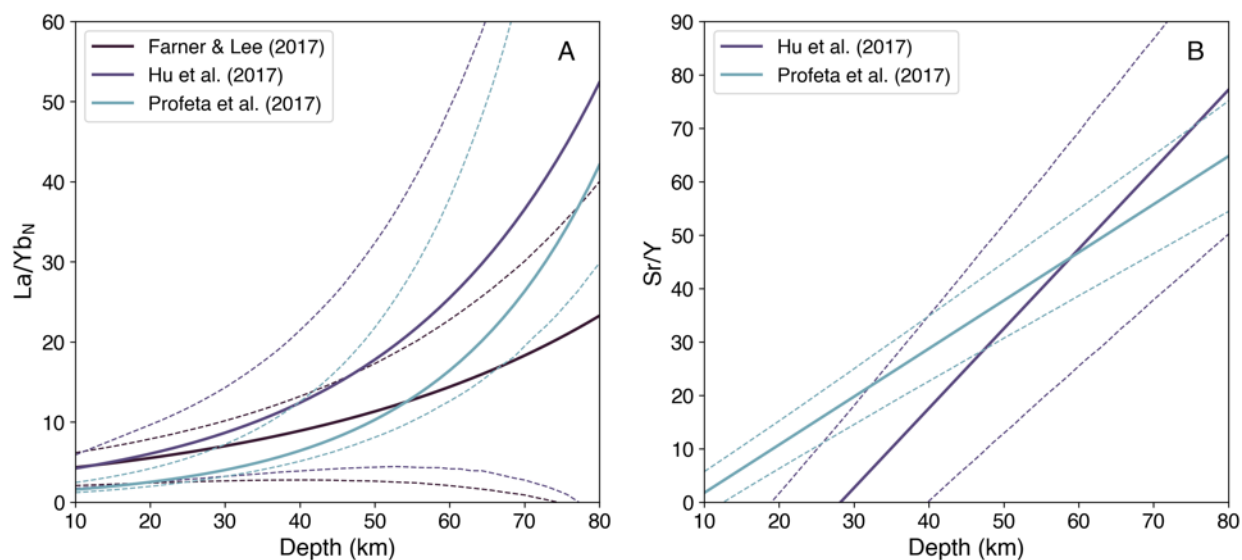 60
50
40
30
20
10
0
La/Yb_N
Farner & Lee (2017)
Hu et al. (2017)
Profeta et al. (2017)
A
10 20 30 40 50 60 70 80
Depth (km)
90
80
70
60
50
40
30
20
10
0
Sr/Y
Hu et al. (2017)
Profeta et al. (2017)
B
10 20 30 40 50 60 70 80
Depth (km)